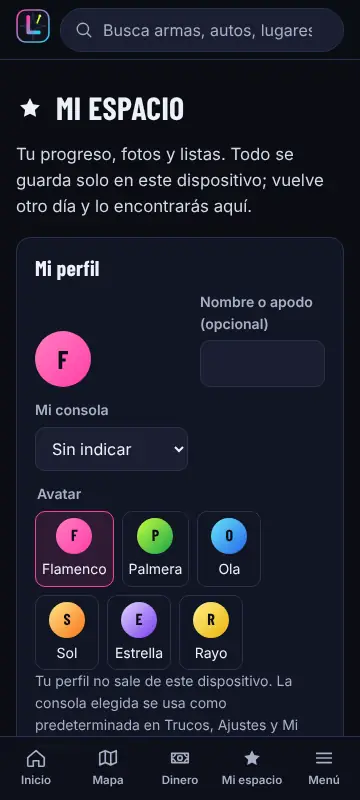 L
Busca armas, autos, lugares
MI ESPACIO
Tu progreso, fotos y listas. Todo se
guarda solo en este dispositivo; vuelve
otro día y lo encontrarás aquí.
Mi perfil
Nombre o apodo
(opcional)
F
Mi consola
Sin indicar
Avatar
F
P
O
Flamenco
Palmera
Ola
S
E
R
Sol
Estrella
Rayo
Tu perfil no sale de este dispositivo. La
consola elegida se usa como
predeterminada en Trucos, Ajustes y Mi
Inicio
Mapa
Dinero
Mi espacio
Menú